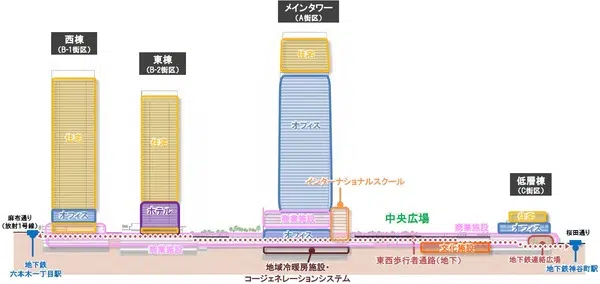 メインタワー
(A街区)
西棟
(B-1街区)
東棟
(B-2街区)
住宅
住宅
住宅
オフィス
インターナショナルスクール
低層棟
(C街区)
オフィス
ホテル
商業施設
中央広場
住宅
麻布通り
(放射1号線)
商業施設
オフィス
桜田通り
オフィス
商業施設
文化施設
地下鉄
六本木一丁目駅
東西歩行者通路(地下)
地下鉄連絡広場
地下鉄神谷町駅
地域冷暖房施設・
コージェネレーションシステム